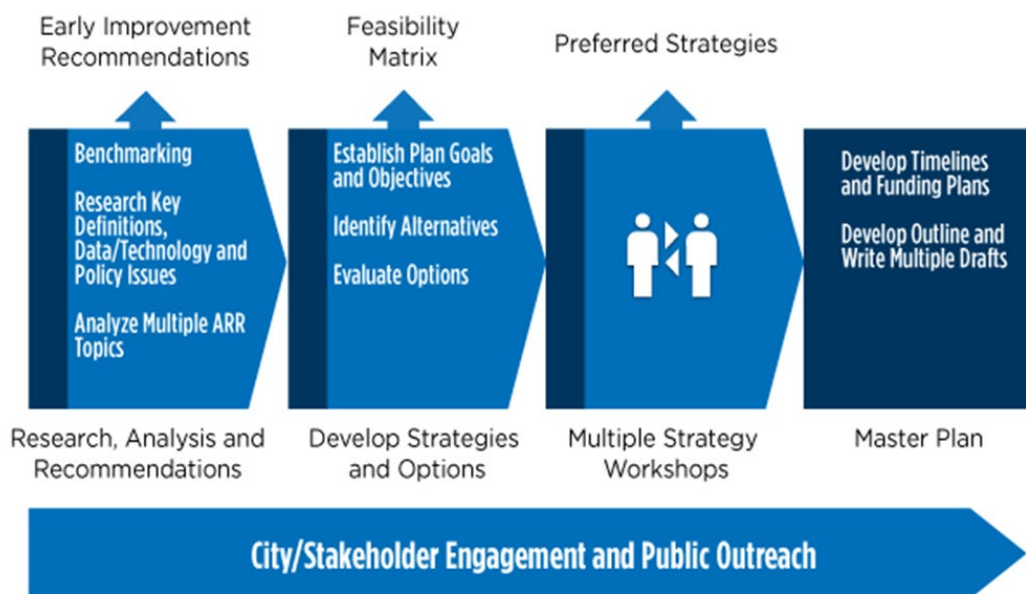 Early Improvement
Recommendations
Feasibility
Matrix
Preferred Strategies
Benchmarking
Research Key
Definitions,
Data/Technology and
Policy Issues
Analyze Multiple ARR
Topics
Establish Plan Goals
and Objectives
Identify Alternatives
Evaluate Options
Develop Timelines
and Funding Plans
Develop Outline and
Write Multiple Drafts
Research, Analysis and
Recommendations
Develop Strategies
and Options
Multiple Strategy
Workshops
Master Plan
City/Stakeholder Engagement and Public Outreach